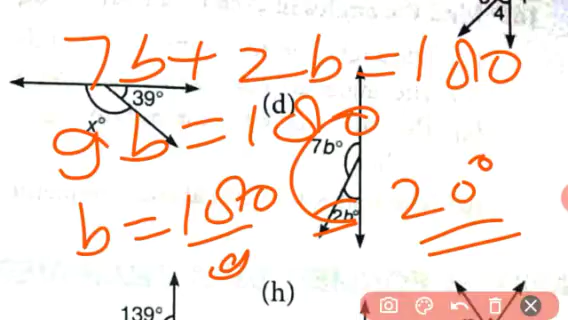 4
7b + 2b = 180
39°
x°
(d)
9b = 180
7b°
2b°
b = 180
9
20°
(h)
139°